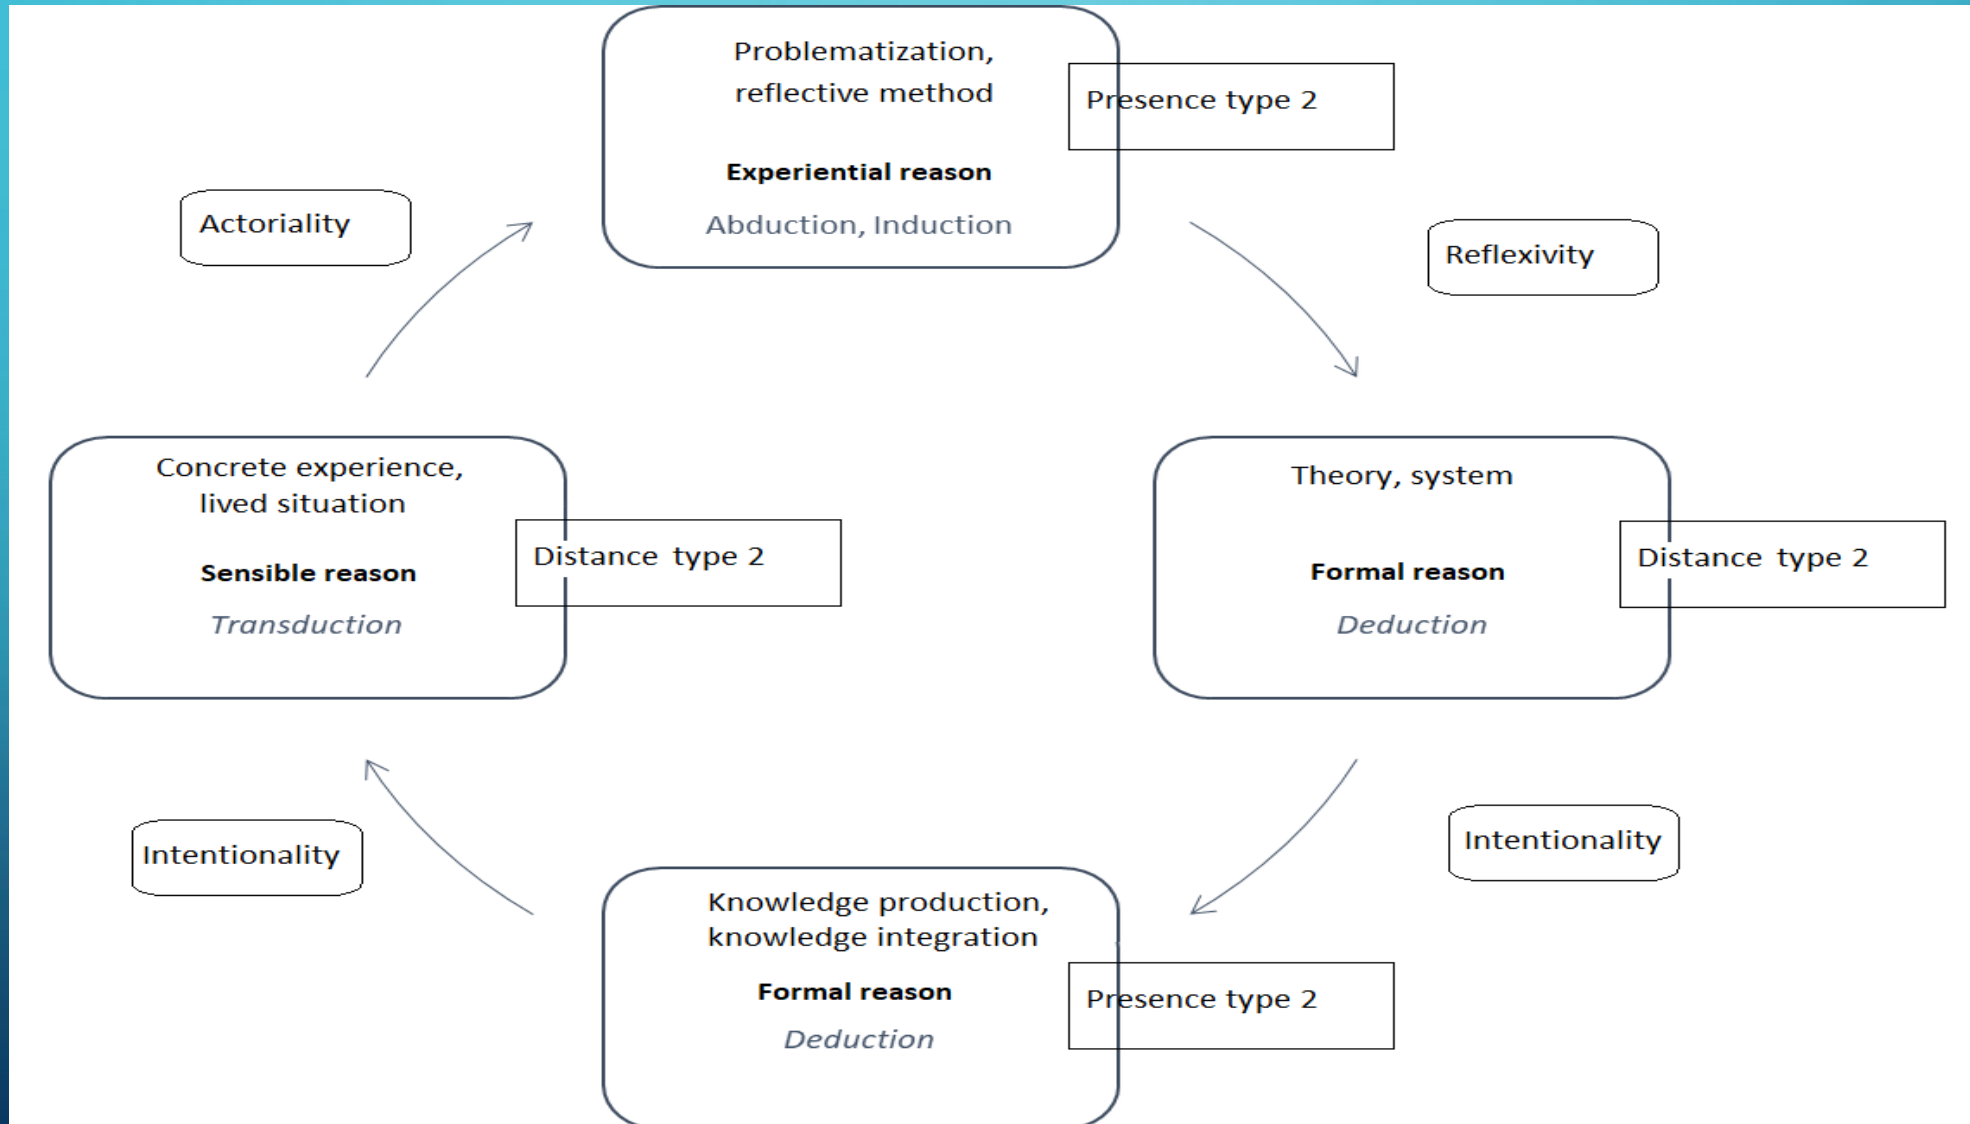 Problematization,
reflective method
Presence type 2
Experiential reason
Abduction, Induction
Actoriality
Reflexivity
Concrete experience,
lived situation
Distance type 2
Sensible reason
Transduction
Theory, system
Distance type 2
Formal reason
Deduction
Intentionality
Intentionality
Knowledge production,
knowledge integration
Formal reason
Presence type 2
Deduction